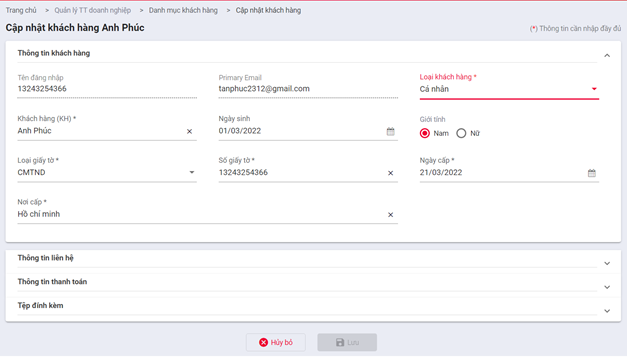 Trang chủ > Quản lý TT doanh nghiệp > Danh mục khách hàng > Cập nhật khách hàng
Cập nhật khách hàng Anh Phúc
(*) Thông tin cần nhập đầy đủ
Thông tin khách hàng
Tên đăng nhập
13243254366
Primary Email
tanphuc2312@gmail.com
Loại khách hàng *
Cá nhân
Khách hàng (KH) *
Anh Phúc
Ngày sinh
01/03/2022
Giới tính
Nam Nữ
Loại giấy tờ *
CMTND
Số giấy tờ *
13243254366
Ngày cấp *
21/03/2022
Nơi cấp *
Hồ chí minh
Thông tin liên hệ
Thông tin thanh toán
Tệp đính kèm
Hủy bỏ
Lưu